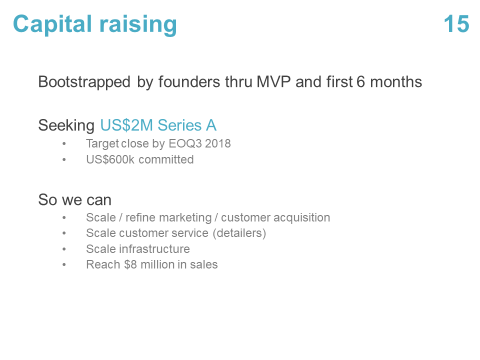 Capital raising 15
Bootstrapped by founders thru MVP and first 6 months
Seeking US$2M Series A
• Target close by EOQ3 2018
• US$600k committed
So we can
• Scale / refine marketing / customer acquisition
• Scale customer service (detailers)
• Scale infrastructure
• Reach $8 million in sales